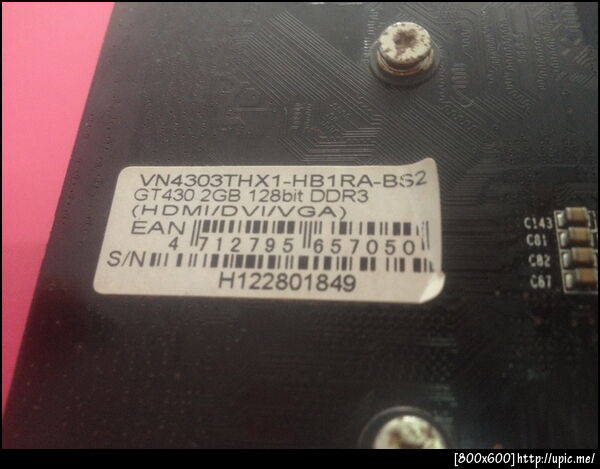 VN4303THX1-HB1RA-BS2
GT430 2GB 128bit DDR3
(HDMI/DVI/VGA)
EAN
4 712795 657050
S/N
H122801849
C143
C81
C82
C67
[800x600]http://upic.me/